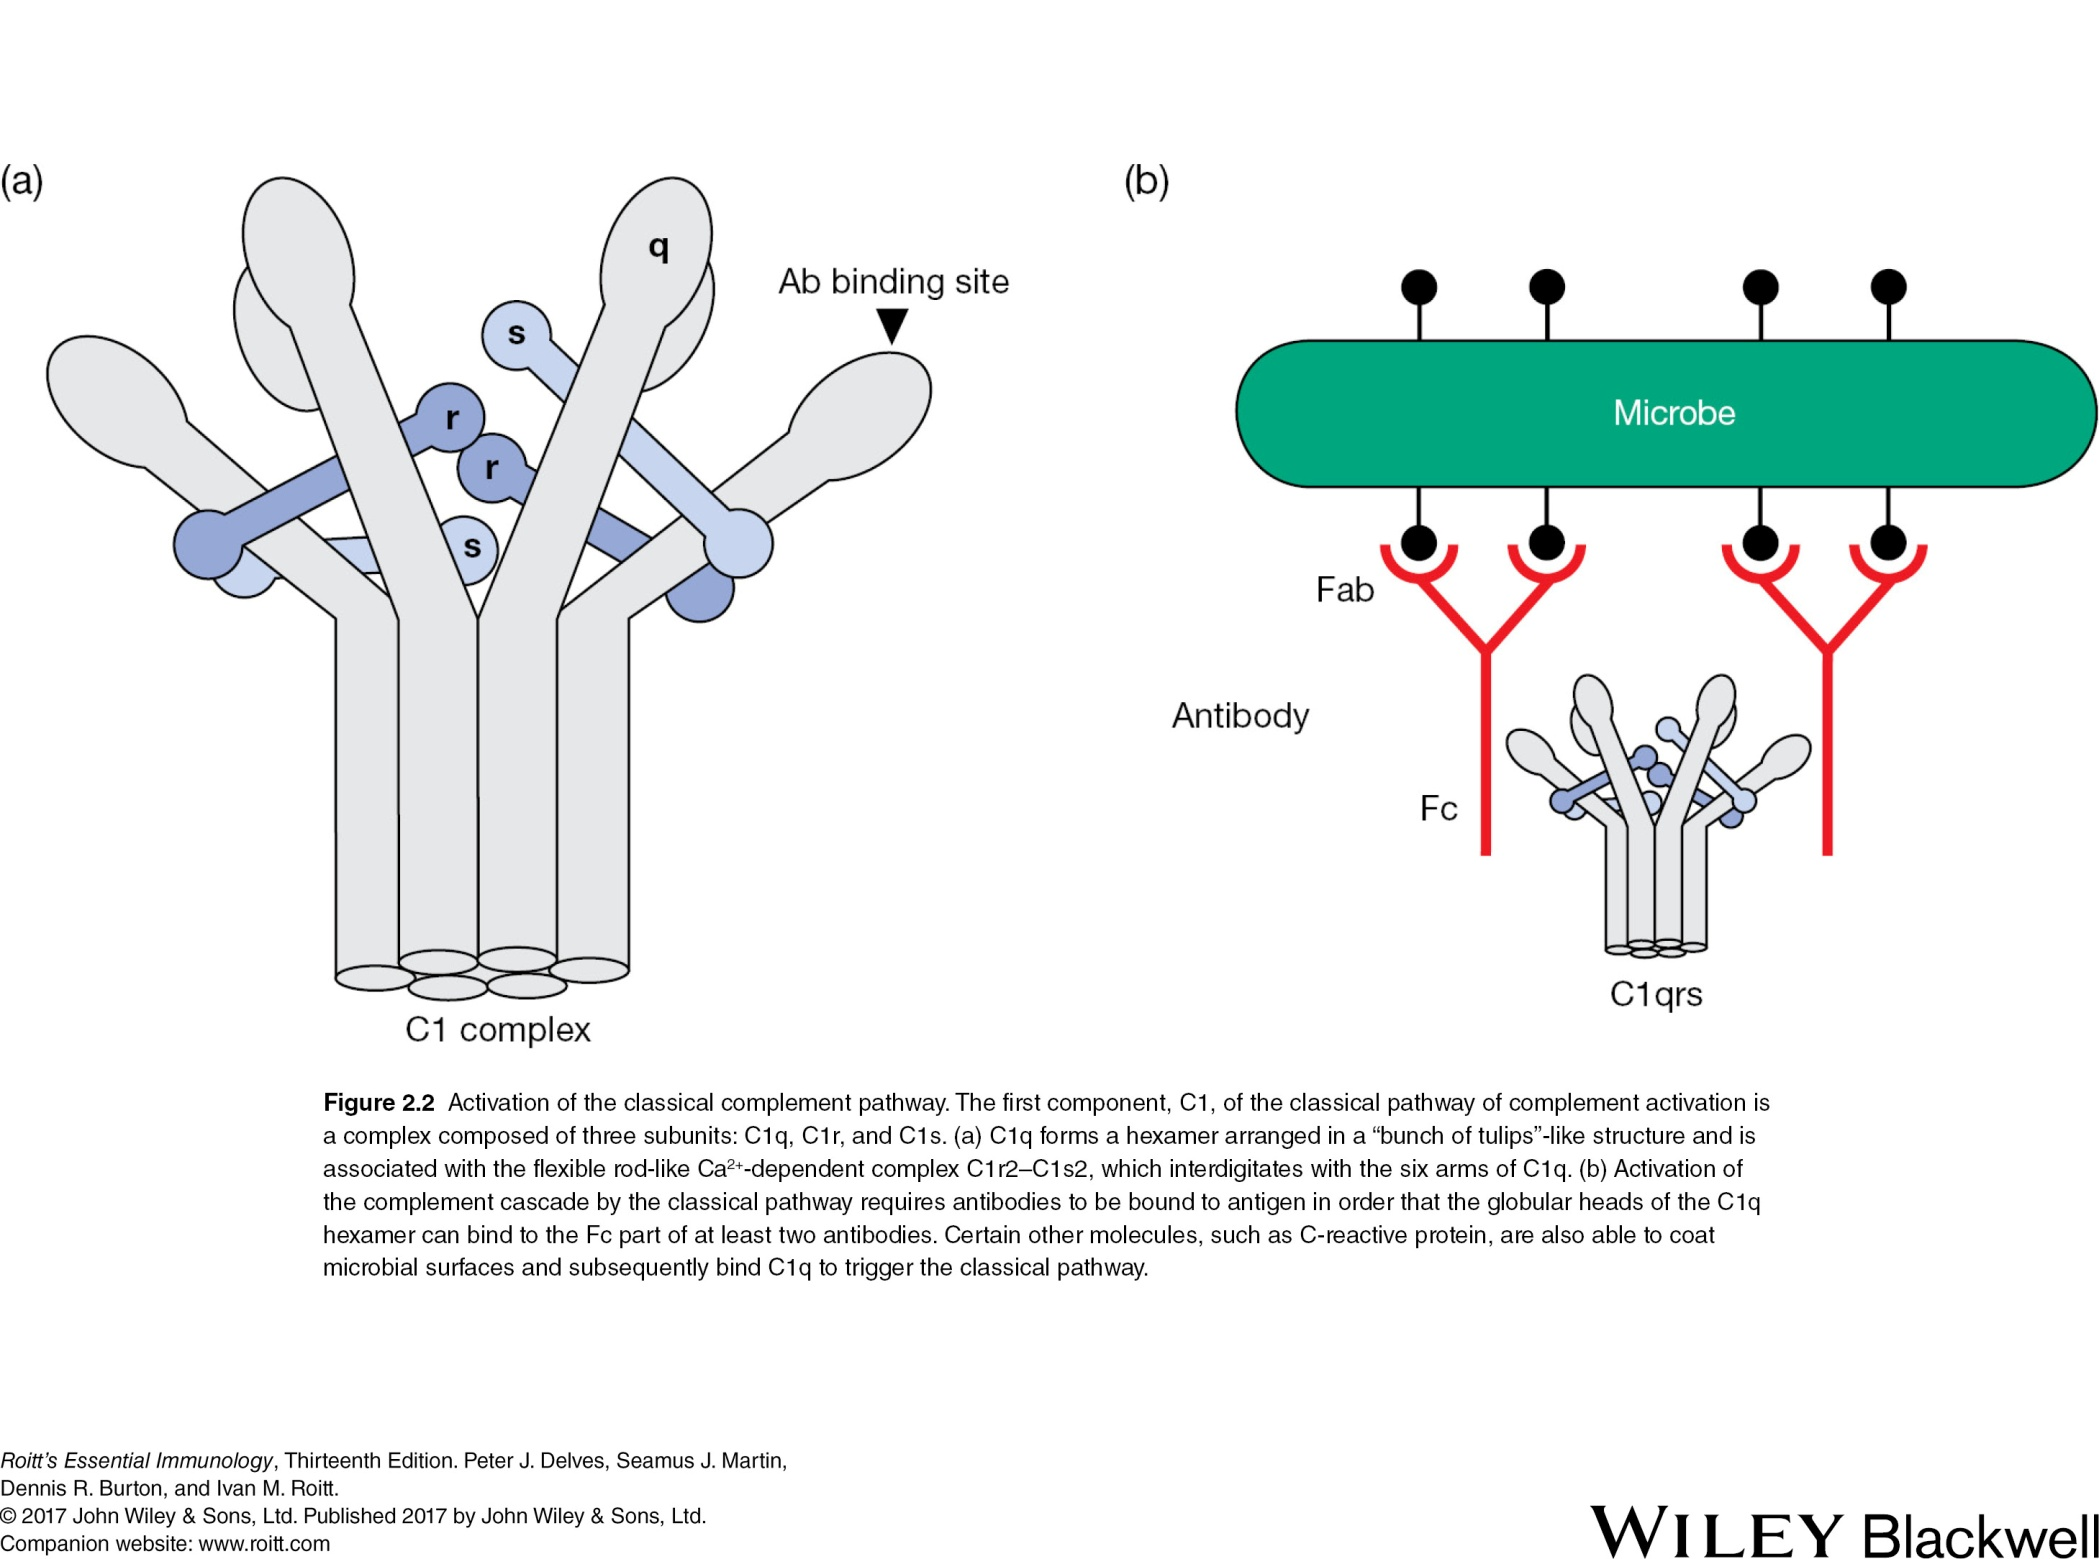 (a)
(b)
q
Ab binding site
s
r
r
s
C1 complex
Microbe
Fab
Antibody
Fc
C1qrs
Figure 2.2 Activation of the classical complement pathway. The first component, C1, of the classical pathway of complement activation is
a complex composed of three subunits: C1q, C1r, and C1s. (a) C1q forms a hexamer arranged in a “bunch of tulips”-like structure and is
associated with the flexible rod-like Ca²⁺-dependent complex C1r2–C1s2, which interdigitates with the six arms of C1q. (b) Activation of
the complement cascade by the classical pathway requires antibodies to be bound to antigen in order that the globular heads of the C1q
hexamer can bind to the Fc part of at least two antibodies. Certain other molecules, such as C-reactive protein, are also able to coat
microbial surfaces and subsequently bind C1q to trigger the classical pathway.
Roitt’s Essential Immunology, Thirteenth Edition. Peter J. Delves, Seamus J. Martin,
Dennis R. Burton, and Ivan M. Roitt.
© 2017 John Wiley & Sons, Ltd. Published 2017 by John Wiley & Sons, Ltd.
Companion website: www.roitt.com
WILEY Blackwell